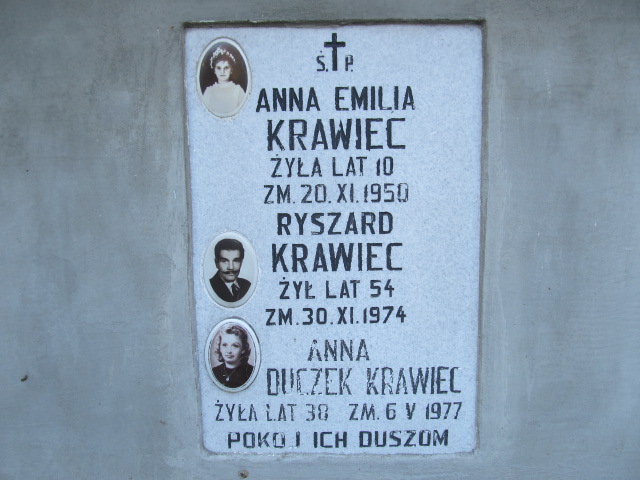 Ś. P.
ANNA EMILIA
KRAWIEC
ŻYŁA LAT 10
ZM. 20. XI. 1950
RYSZARD
KRAWIEC
ŻYŁ LAT 54
ZM. 30. XI. 1974
ANNA
DUCZEK KRAWIEC
ŻYŁA LAT 38 ZM. 6 V 1977
POKO I ICH DUSZOM